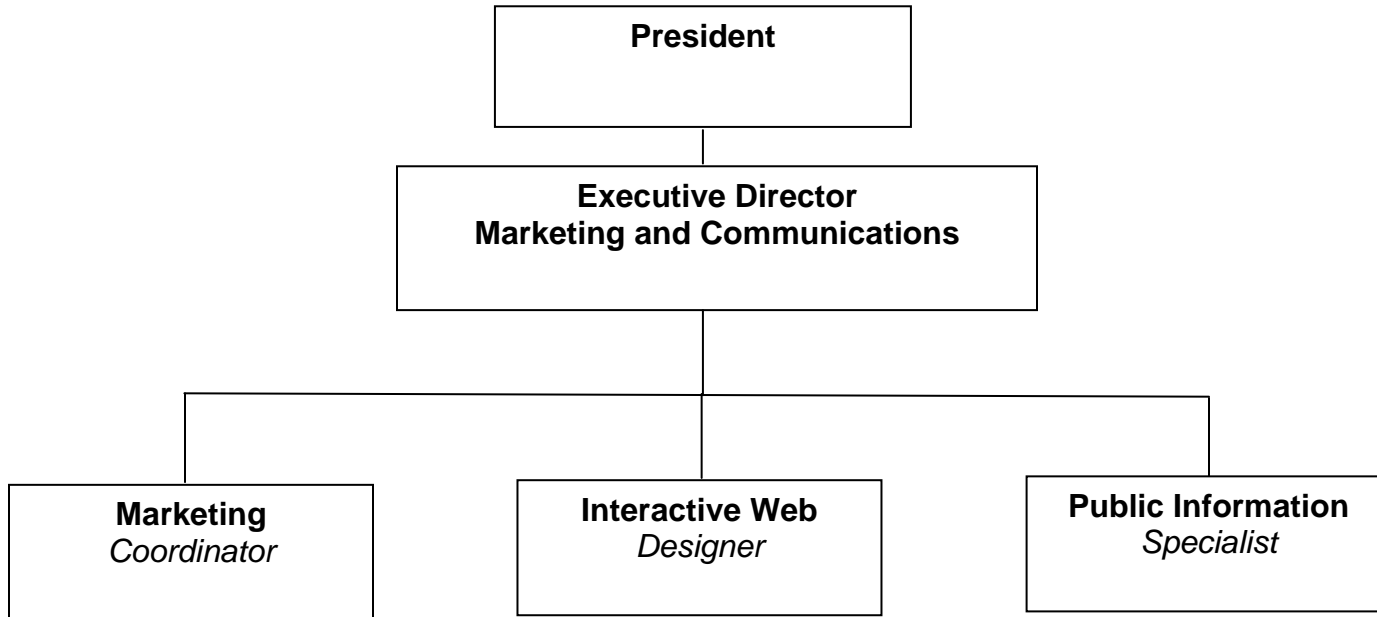 President
Executive Director
Marketing and Communications
Marketing
Coordinator
Interactive Web
Designer
Public Information
Specialist